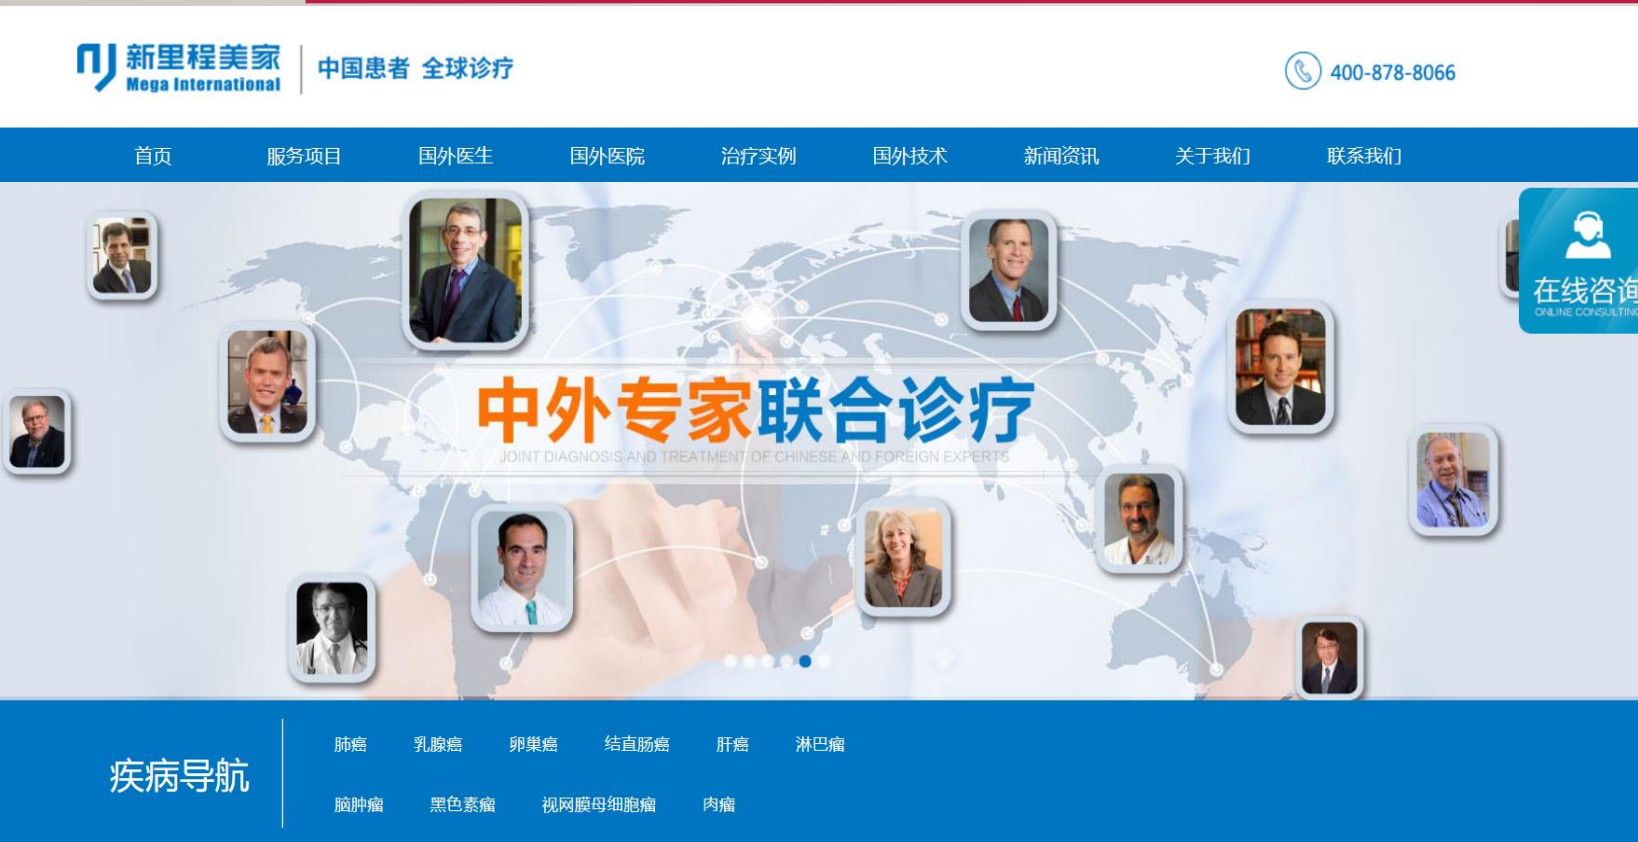 新里程美家
Mega International
中国患者 全球诊疗
400-878-8066
首页 服务项目 国外医生 国外医院 治疗实例 国外技术 新闻资讯 关于我们 联系我们
在线咨询
ONLINE CONSULTING
中外专家联合诊疗
JOINT DIAGNOSIS AND TREATMENT OF CHINESE AND FOREIGN EXPERTS
疾病导航
肺癌 乳腺癌 卵巢癌 结直肠癌 肝癌 淋巴瘤
脑肿瘤 黑色素瘤 视网膜母细胞瘤 肉瘤